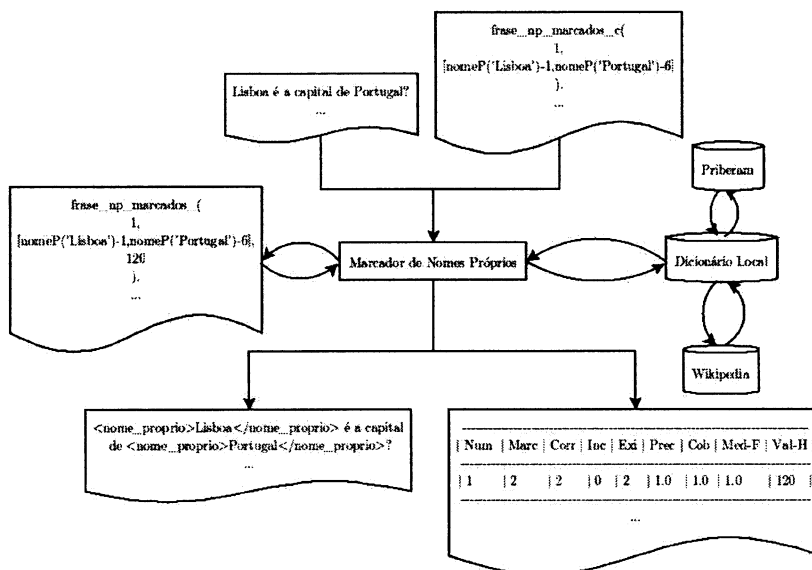 frase_np_marcados_c(
1,
[nomeP('Lisboa')-1,nomeP('Portugal')-6]
).
...
Lisboa é a capital de Portugal?
...
Priberam
frase_np_marcados_(
1,
[nomeP('Lisboa')-1,nomeP('Portugal')-6],
120
).
...
Marcador de Nomes Próprios
Dicionário Local
Wikipedia
<nome_proprio>Lisboa</nome_proprio> é a capital
de <nome_proprio>Portugal</nome_proprio>?
...
| Num | Marc | Corr | Inc | Exi | Prec | Cob | Med-F | Val-H |
| 1 | 2 | 2 | 0 | 2 | 1.0 | 1.0 | 1.0 | 120 |
...